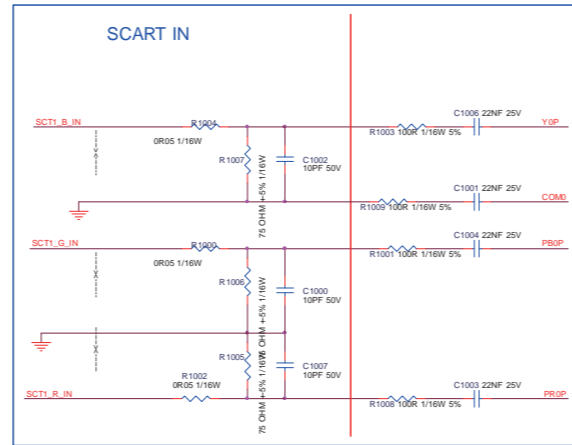 SCART IN
C1006 22NF 25V
SCT1_B_IN
R1004
Y0P
0R05 1/16W
R1003 100R 1/16W 5%
R1007
C1002
10PF 50V
75 OHM +-5% 1/16W
C1001 22NF 25V
COM0
R1009 100R 1/16W 5%
C1004 22NF 25V
SCT1_G_IN
R1000
PB0P
0R05 1/16W
R1001 100R 1/16W 5%
R1006
C1000
10PF 50V
75 OHM +-5% 1/16W
R1005
C1007
10PF 50V
75 OHM +-5% 1/16W
R1002
0R05 1/16W
C1003 22NF 25V
SCT1_R_IN
PR0P
R1008 100R 1/16W 5%